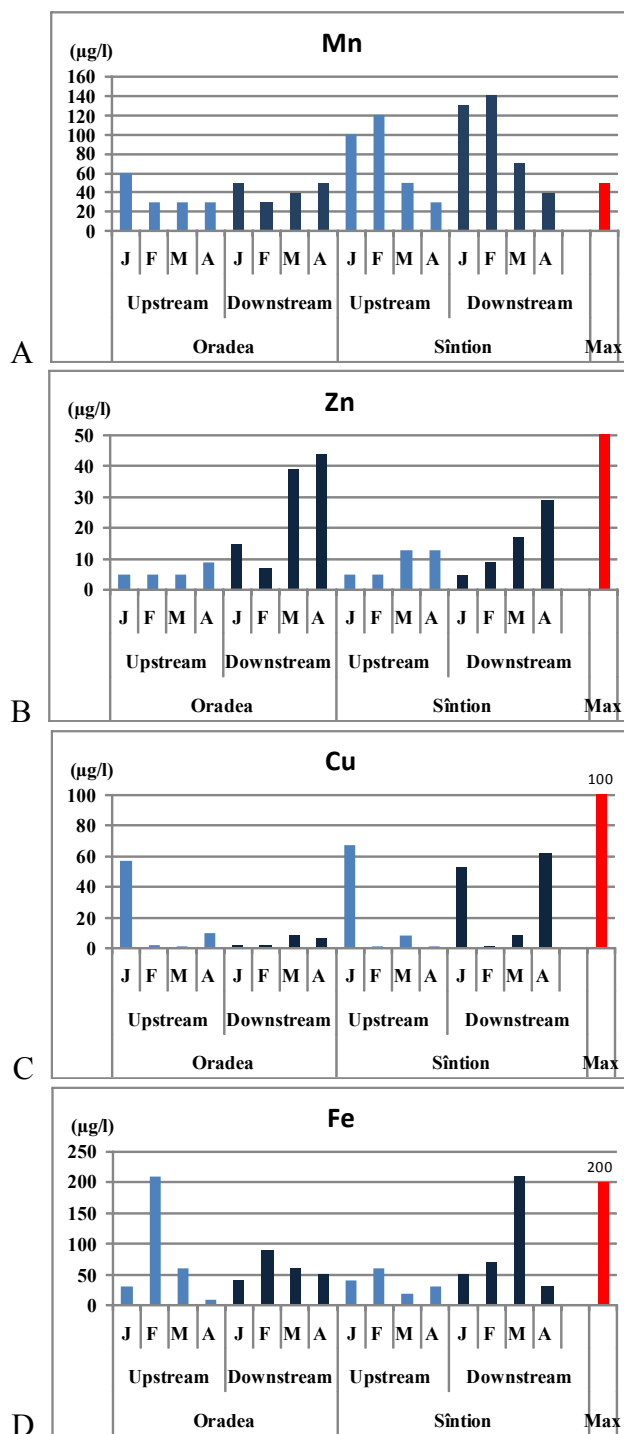 (µg/l)
Mn
160
140
120
100
80
60
40
20
0
J F M A J F M A J F M A J F M A
Upstream Downstream Upstream Downstream
Oradea Sîntion Max
A
(µg/l)
Zn
50
40
30
20
10
0
J F M A J F M A J F M A J F M A
Upstream Downstream Upstream Downstream
Oradea Sîntion Max
B
(µg/l)
Cu
100
100
80
60
40
20
0
J F M A J F M A J F M A J F M A
Upstream Downstream Upstream Downstream
Oradea Sîntion Max
C
(µg/l)
Fe
250
200
200
150
100
50
0
J F M A J F M A J F M A J F M A
Upstream Downstream Upstream Downstream
Oradea Sîntion Max
D